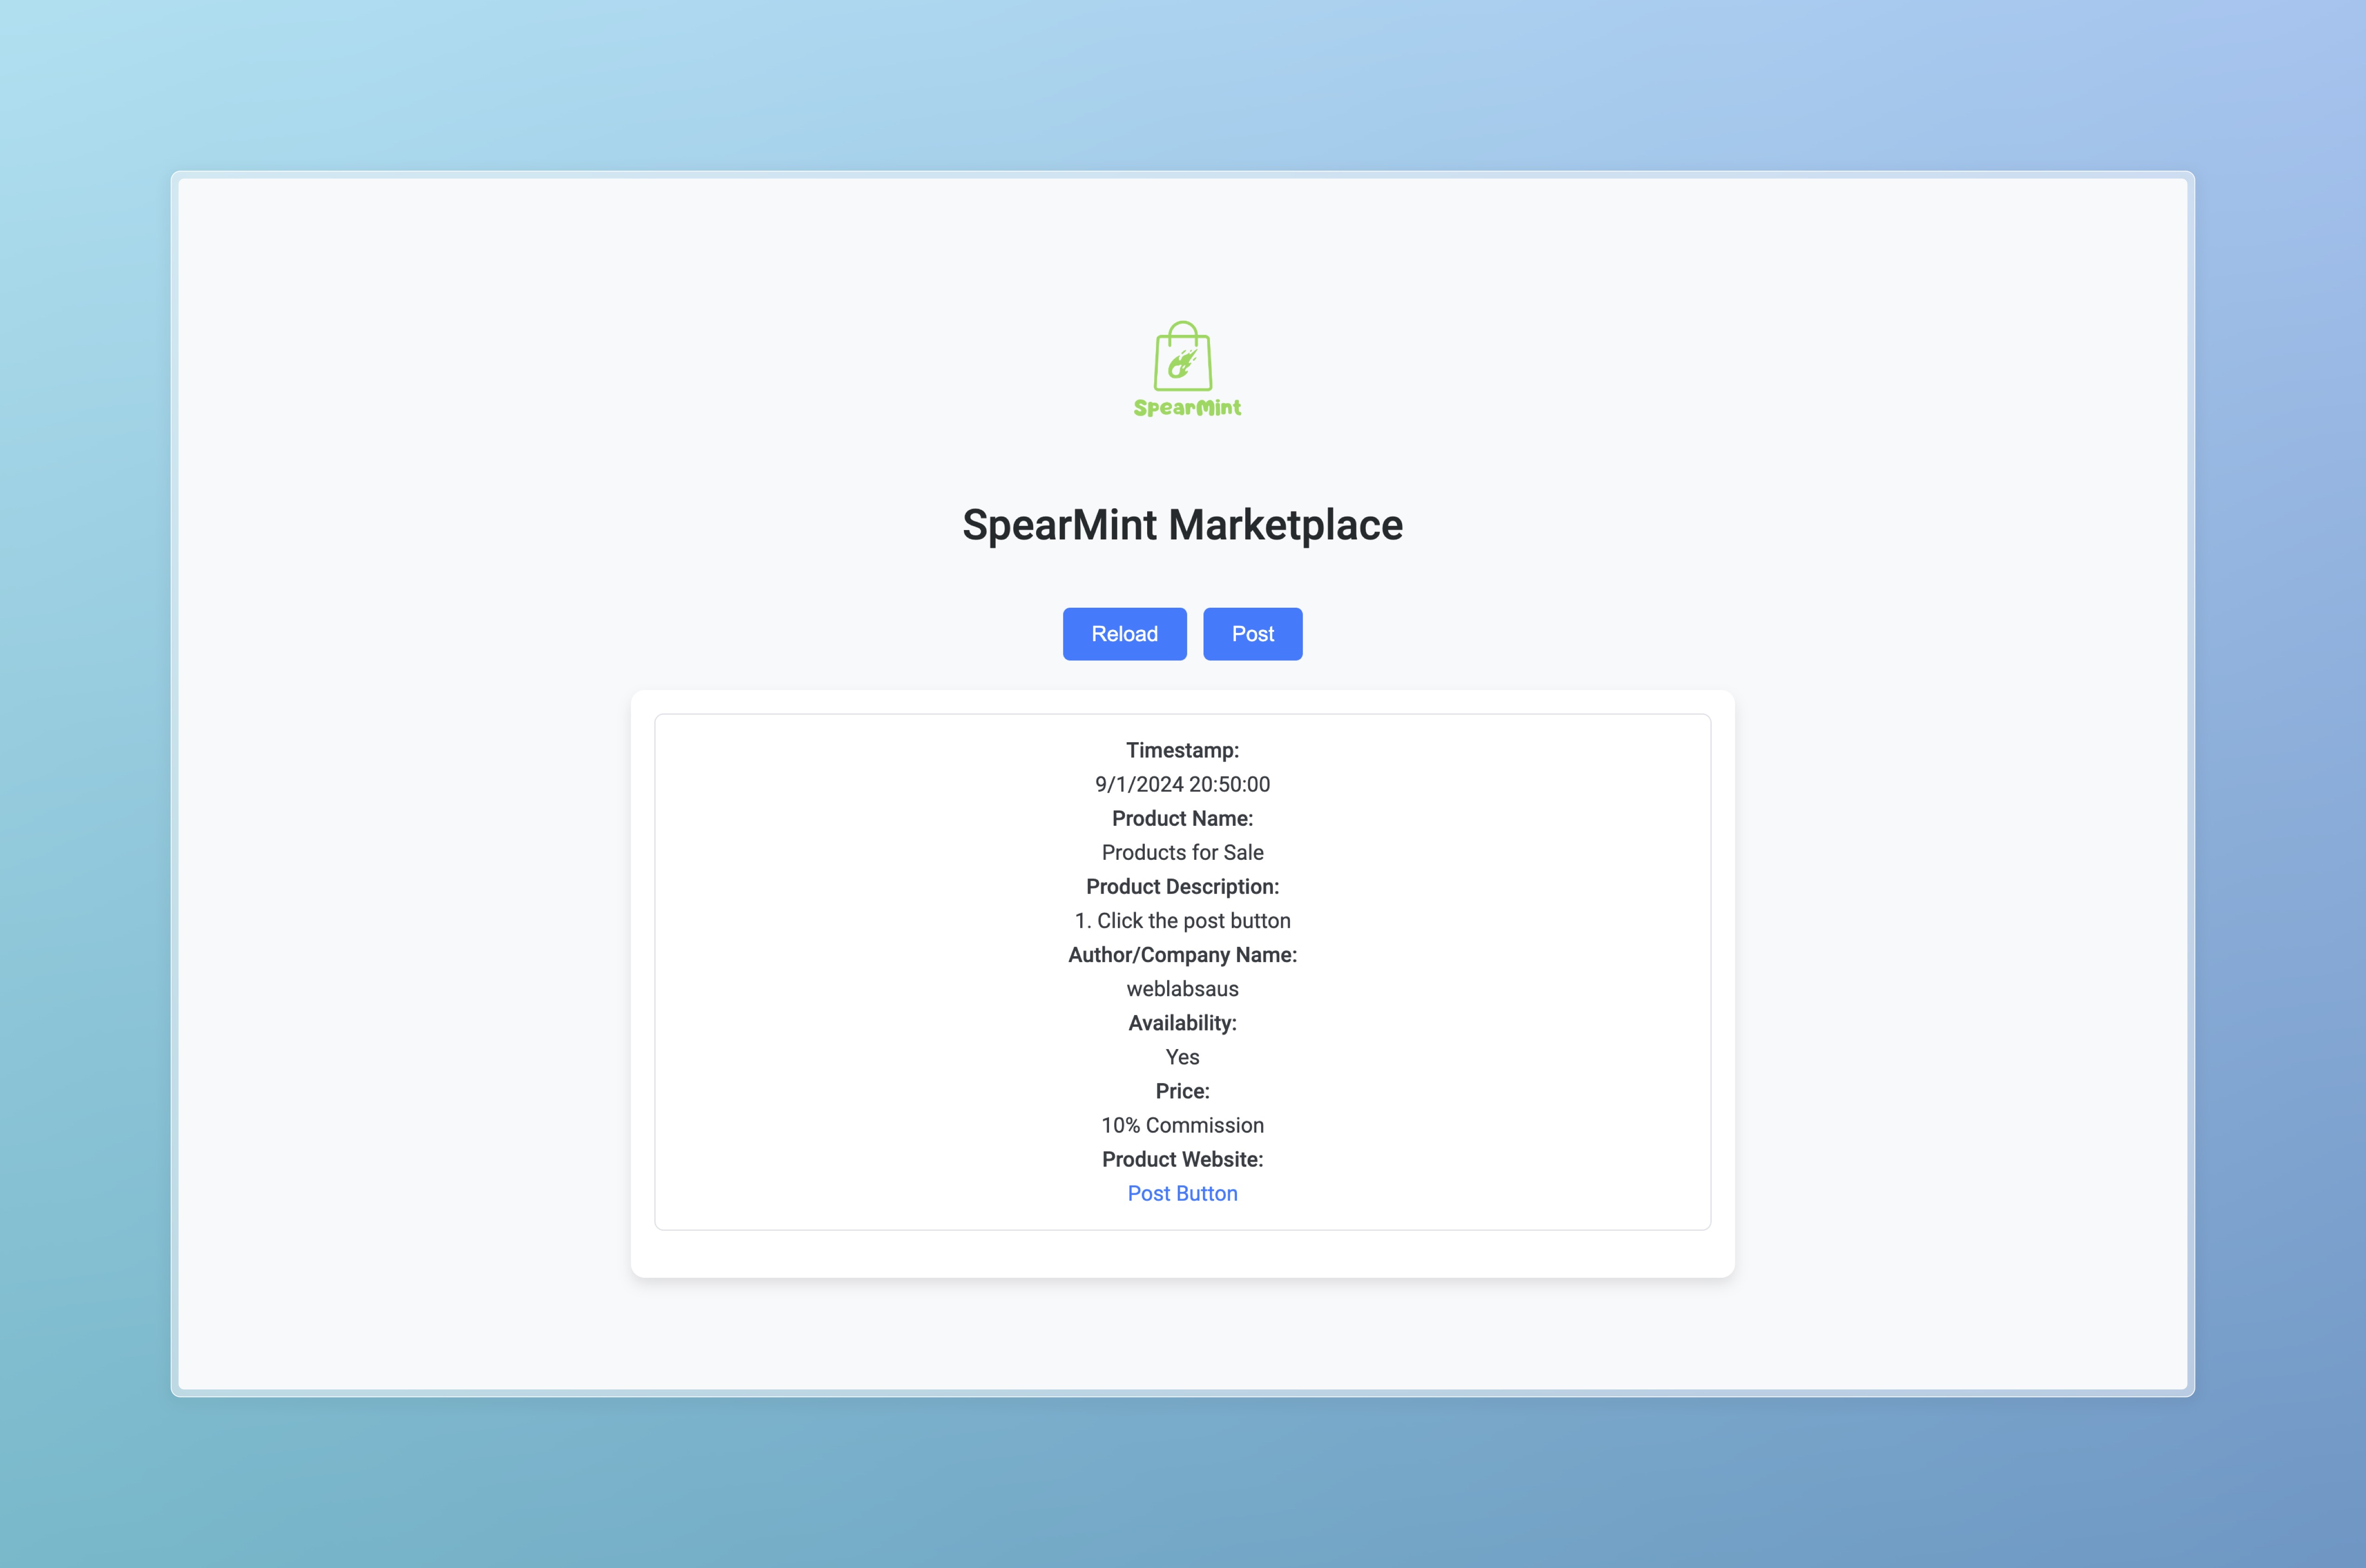 SpearMint
SpearMint Marketplace
Reload
Post
Timestamp:
9/1/2024 20:50:00
Product Name:
Products for Sale
Product Description:
1. Click the post button
Author/Company Name:
weblabsaus
Availability:
Yes
Price:
10% Commission
Product Website:
Post Button